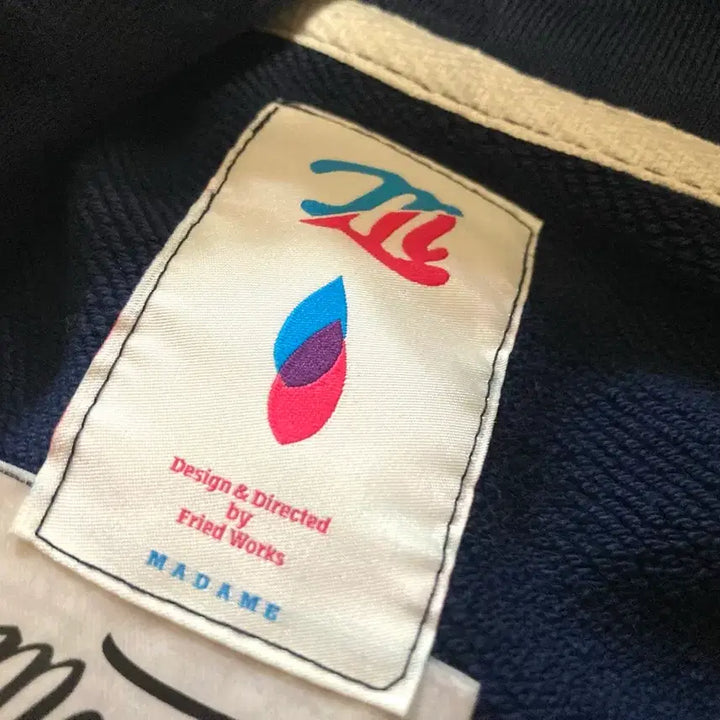 Design & Directed
by
Fried Works
MADAME